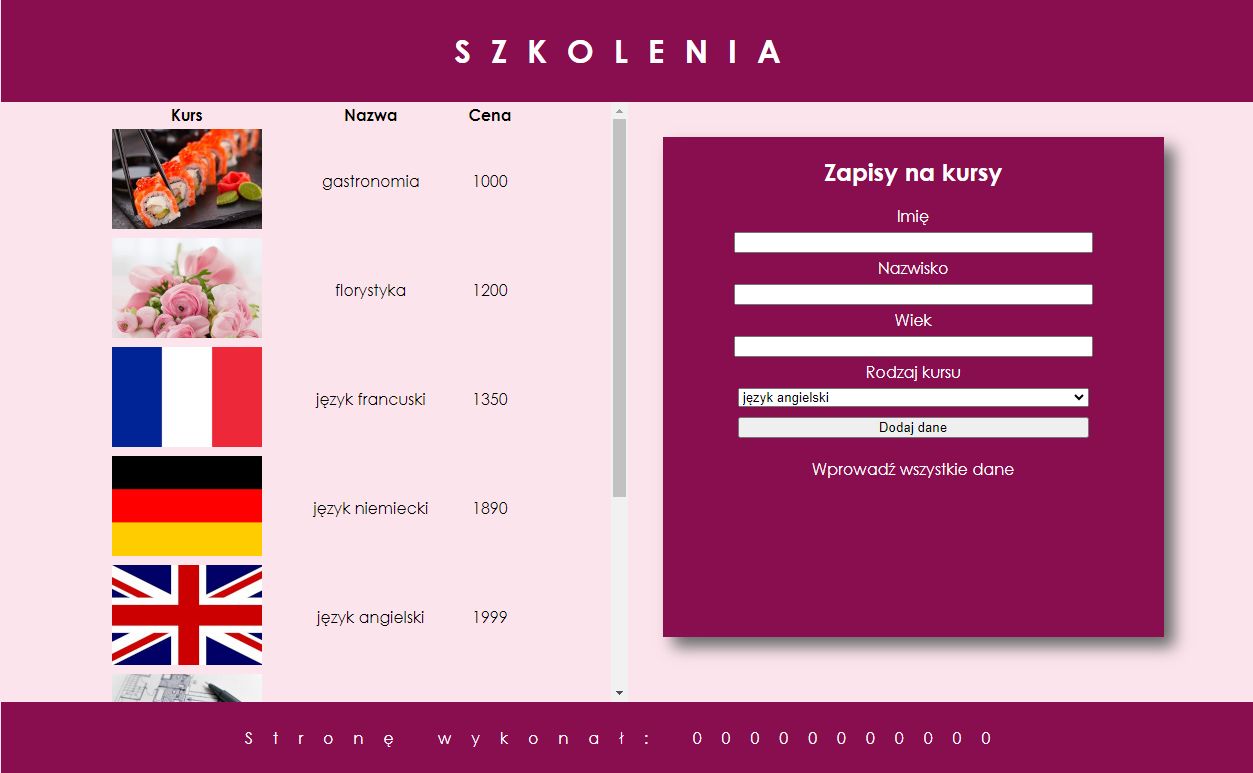 SZKOLENIA
Kurs Nazwa Cena
gastronomia 1000
florystyka 1200
język francuski 1350
język niemiecki 1890
język angielski 1999
Zapisy na kursy
Imię
Nazwisko
Wiek
Rodzaj kursu
język angielski
Dodaj dane
Wprowadź wszystkie dane
Stronę wykonał: 00000000000